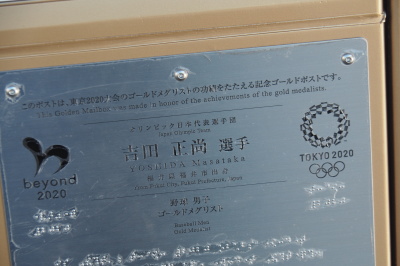 このポストは、東京2020大会のゴールドメダリストの功績をたたえる記念ゴールドポストです。
This Golden Mailbox was made in honor of the achievements of the gold medalists.
オリンピック日本代表選手団
Japan Olympic Team
吉田 正尚 選手
YOSHIDA Masataka
福井県福井市出身
Fukui Prefecture, Japan
野球 男子
ゴールドメダリスト
Baseball Men
Gold Medalist
beyond
2020
TOKYO 2020